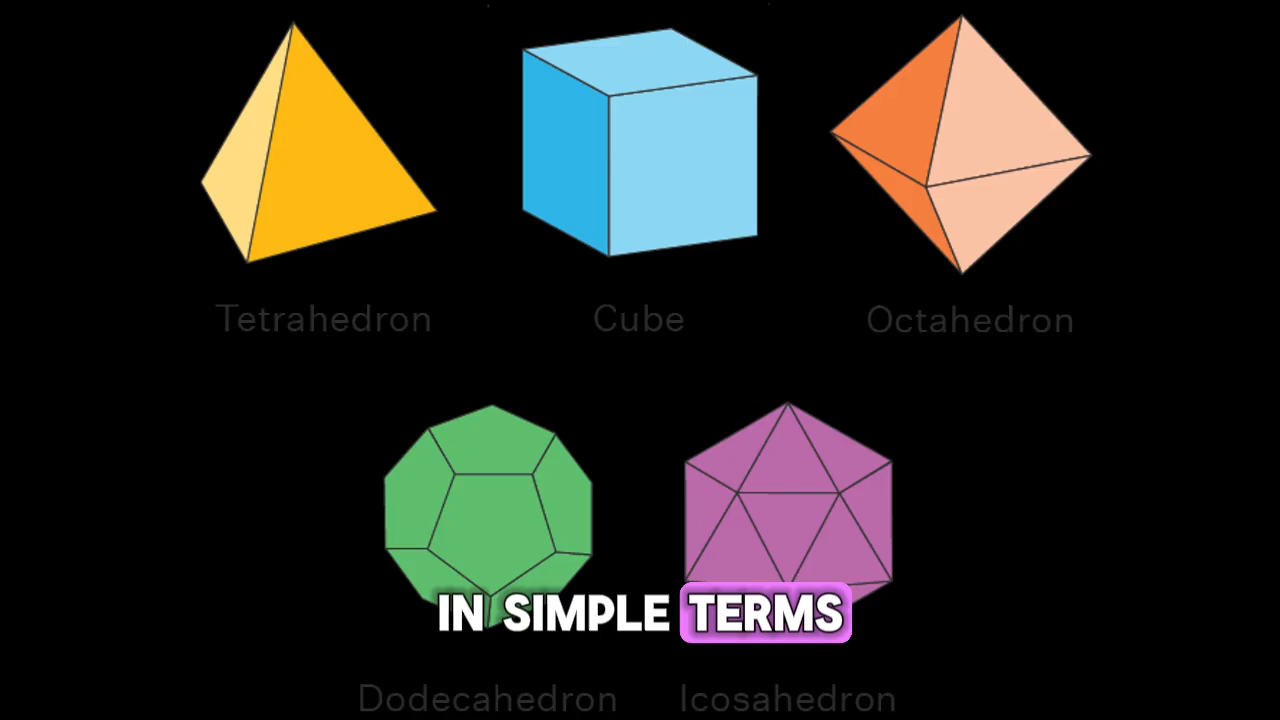 Tetrahedron
Cube
Octahedron
IN SIMPLE TERMS
Dodecahedron
Icosahedron